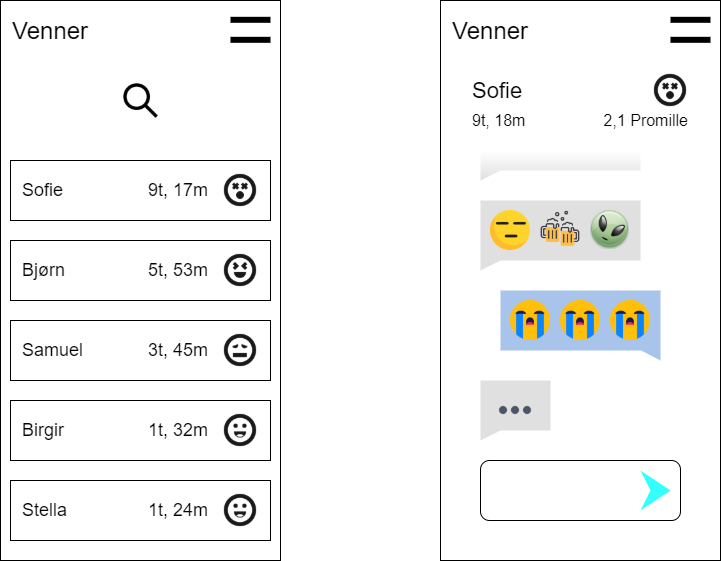 Venner
Sofie 9t, 17m
Bjørn 5t, 53m
Samuel 3t, 45m
Birgir 1t, 32m
Stella 1t, 24m
Venner
Sofie
9t, 18m 2,1 Promille